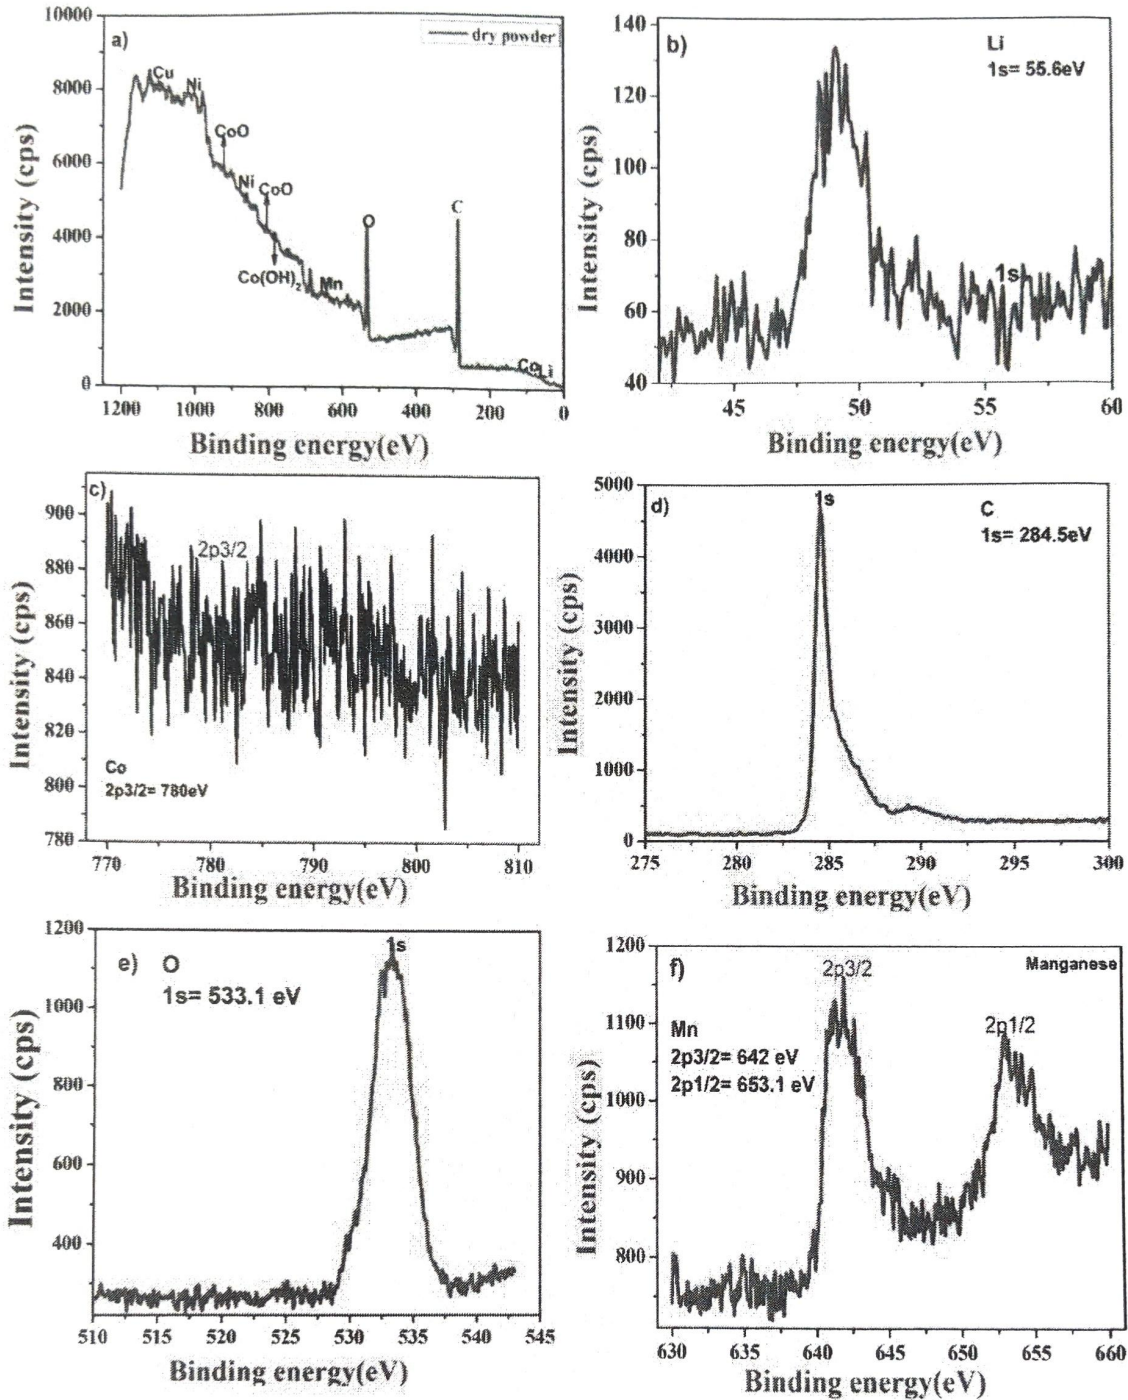 a)
dry powder
10000
8000
6000
4000
2000
0
Cu
Ni
CoO
Ni
CoO
Co(OH)2
Mn
O
C
Co
Li
1200
1000
800
600
400
200
0
Intensity (cps)
Binding energy(eV)
b)
Li
1s= 55.6eV
140
120
100
80
60
40
1s
45
50
55
60
Intensity (cps)
Binding energy(eV)
c)
900
880
860
840
820
800
780
2p3/2
Co
2p3/2= 780eV
770
780
790
800
810
Intensity (cps)
Binding energy(eV)
d)
1s
C
1s= 284.5eV
5000
4000
3000
2000
1000
0
275
280
285
290
295
300
Intensity (cps)
Binding energy(eV)
e)
O
1s= 533.1 eV
1s
1200
1000
800
600
400
510
515
520
525
530
535
540
545
Intensity (cps)
Binding energy(eV)
f)
2p3/2
Manganese
2p1/2
Mn
2p3/2= 642 eV
2p1/2= 653.1 eV
1200
1100
1000
900
800
630
635
640
645
650
655
660
Intensity (cps)
Binding energy(eV)